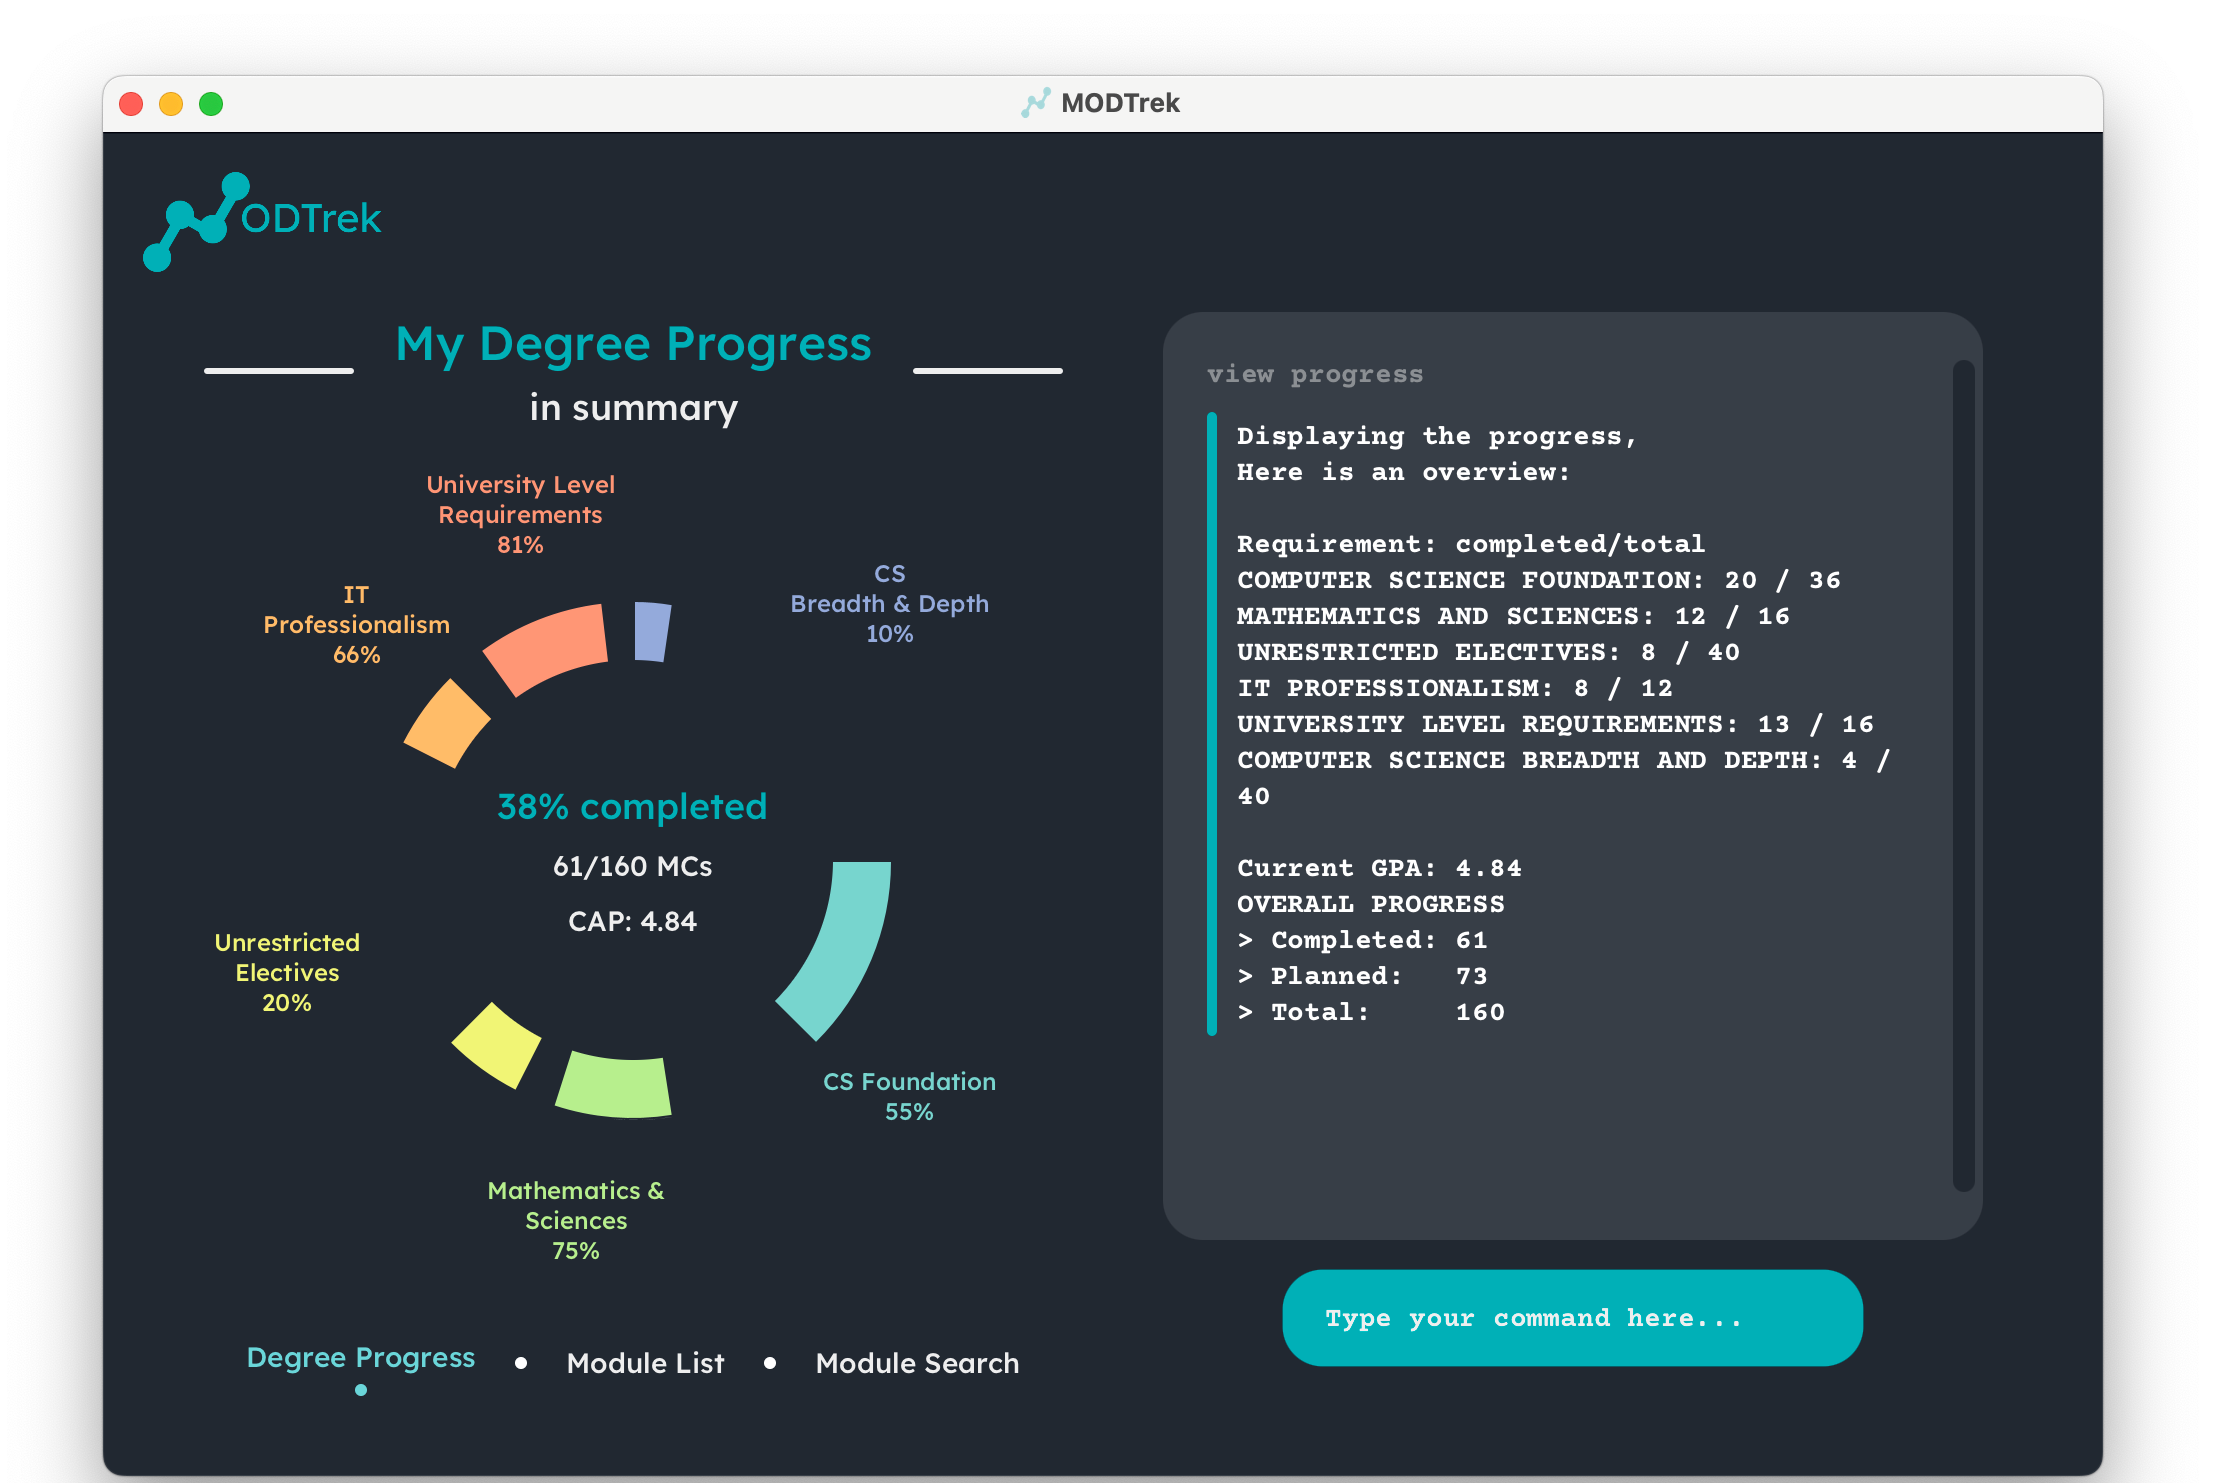 MODTrek
ODTrek
My Degree Progress
in summary
University Level
Requirements
81%
CS
Breadth & Depth
10%
IT
Professionalism
66%
38% completed
61/160 MCs
CAP: 4.84
Unrestricted
Electives
20%
CS Foundation
55%
Mathematics &
Sciences
75%
Degree Progress
Module List
Module Search
view progress
Displaying the progress,
Here is an overview:
Requirement: completed/total
COMPUTER SCIENCE FOUNDATION: 20 / 36
MATHEMATICS AND SCIENCES: 12 / 16
UNRESTRICTED ELECTIVES: 8 / 40
IT PROFESSIONALISM: 8 / 12
UNIVERSITY LEVEL REQUIREMENTS: 13 / 16
COMPUTER SCIENCE BREADTH AND DEPTH: 4 /
40
Current GPA: 4.84
OVERALL PROGRESS
> Completed: 61
> Planned: 73
> Total: 160
Type your command here...